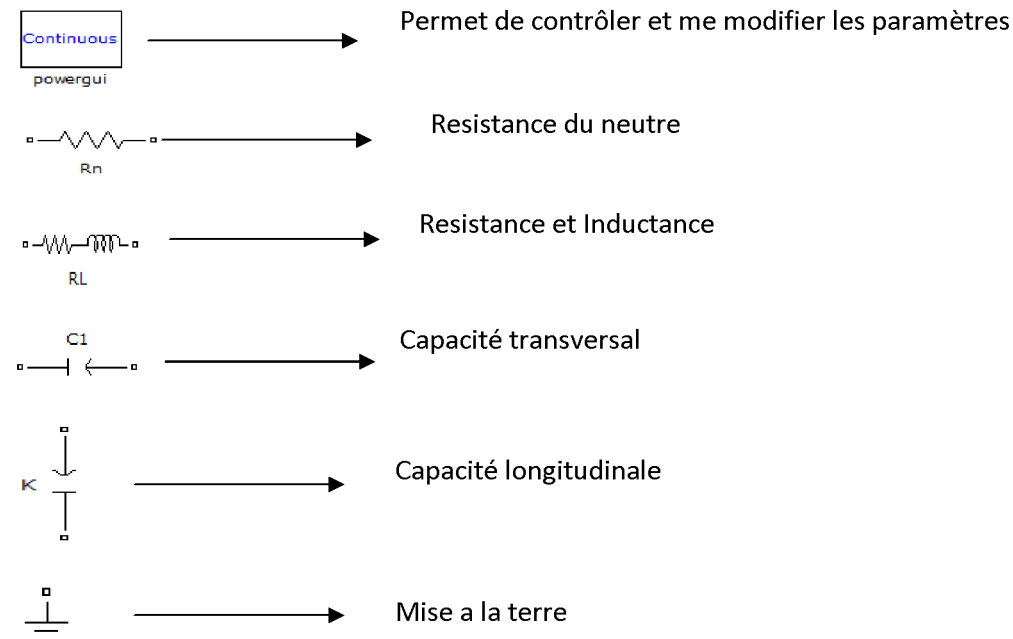 Continuous
powergui
Permet de contrôler et me modifier les paramètres
Rn
Resistance du neutre
RL
Resistance et Inductance
C1
Capacité transversal
K
Capacité longitudinale
Mise a la terre